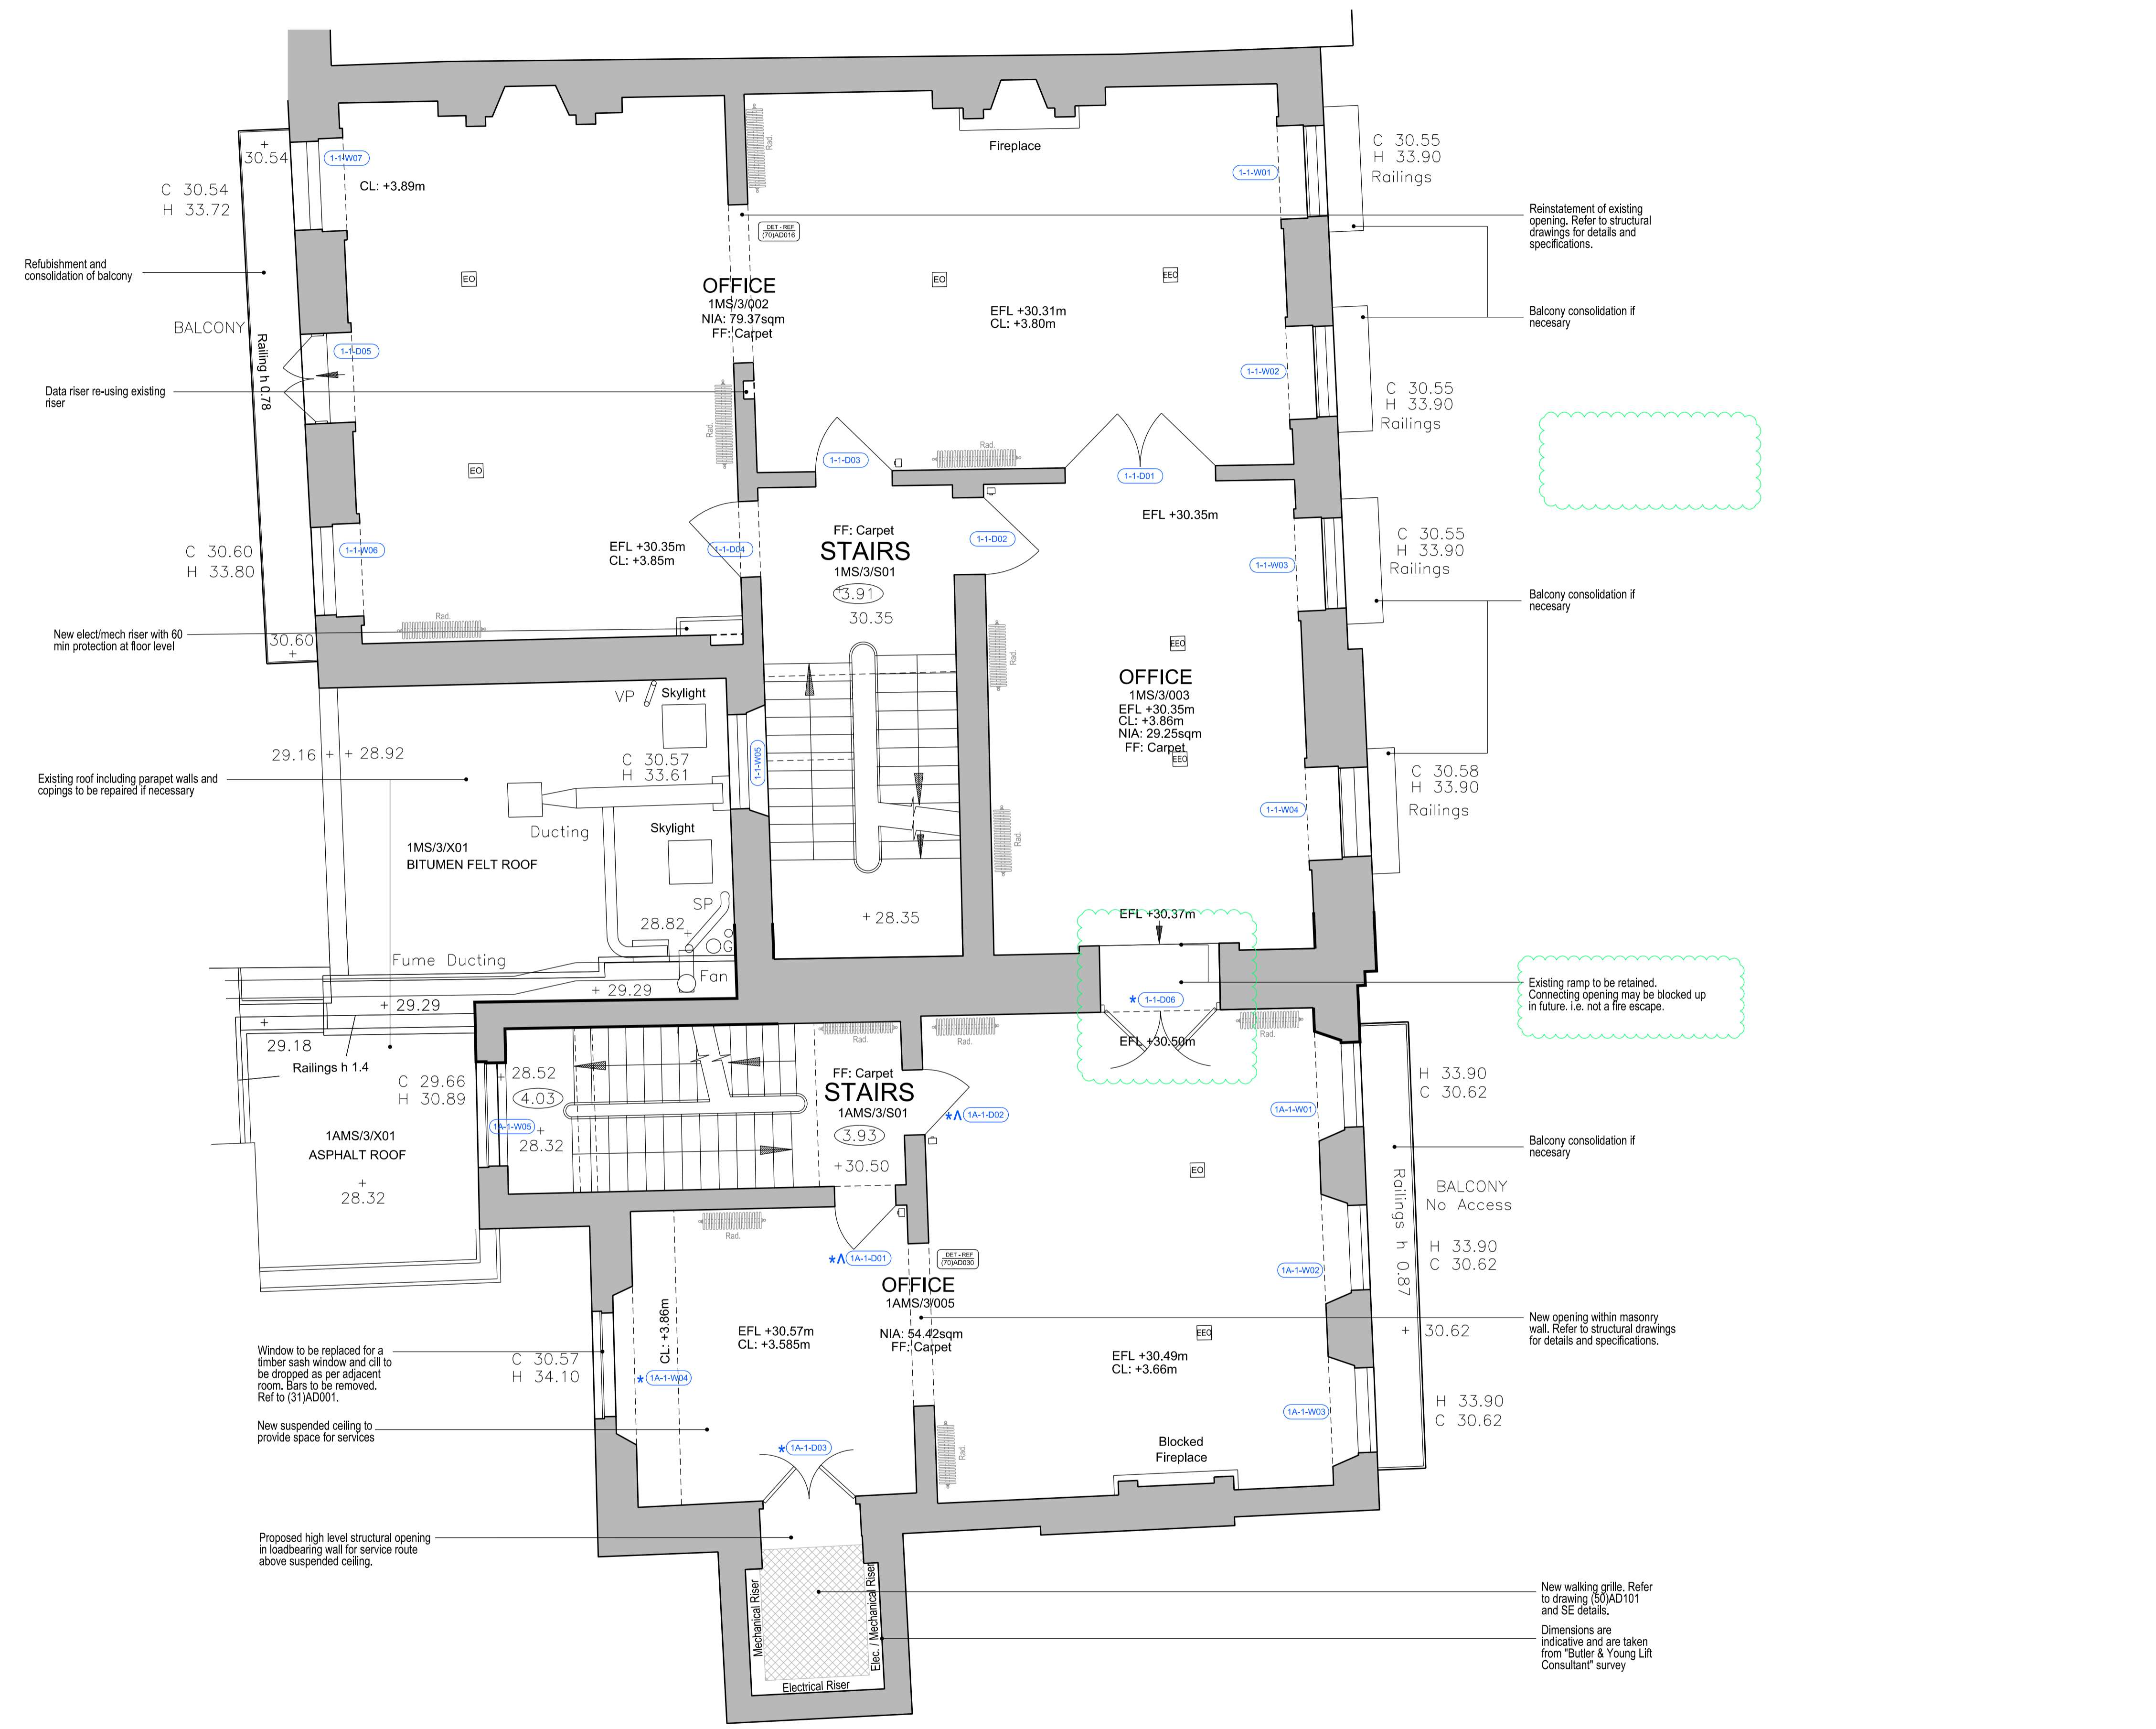 +
30.54
C 30.54
H 33.72
1-1-W07
CL: +3.89m
Rad.
Fireplace
1-1-W01
C 30.55
H 33.90
Railings
DET - REF
(70)AD016
Reinstatement of existing
opening. Refer to structural
drawings for details and
specifications.
Refubishment and
consolidation of balcony
EO
OFFICE
1MS/3/002
NIA: 79.37sqm
FF: Carpet
EO
EEO
EFL +30.31m
CL: +3.80m
Balcony consolidation if
necesary
BALCONY
Railing h 0.78
1-1-D05
1-1-W02
C 30.55
H 33.90
Railings
Data riser re-using existing
riser
Rad.
EO
1-1-D03
Rad.
1-1-D01
C 30.60
H 33.80
1-1-W06
EFL +30.35m
CL: +3.85m
1-1-D04
FF: Carpet
STAIRS
1MS/3/S01
+
3.91
30.35
1-1-D02
EFL +30.35m
1-1-W03
C 30.55
H 33.90
Railings
Balcony consolidation if
necesary
New elect/mech riser with 60
min protection at floor level
Rad.
30.60
+
Rad.
EEO
OFFICE
1MS/3/003
EFL +30.35m
CL: +3.86m
NIA: 29.25sqm
FF: Carpet
EEO
VP
Skylight
29.16 + + 28.92
C 30.57
H 33.61
1-1-W05
Existing roof including parapet walls and
copings to be repaired if necessary
Ducting
Skylight
1MS/3/X01
BITUMEN FELT ROOF
Rad.
1-1-W04
C 30.58
H 33.90
Railings
SP
28.82
+
G
+ 28.35
EFL +30.37m
Fume Ducting
Fan
+ 29.29
+ 29.29
* 1-1-D06
Existing ramp to be retained.
Connecting opening may be blocked up
in future. i.e. not a fire escape.
+
29.18
Railings h 1.4
Rad.
Rad.
Rad.
EFL +30.50m
C 29.66
H 30.89
+ 28.52
4.03
1A-1-W05
+
28.32
FF: Carpet
STAIRS
1AMS/3/S01
3.93
+30.50
*Λ 1A-1-D02
1A-1-W01
H 33.90
C 30.62
1AMS/3/X01
ASPHALT ROOF
+
28.32
Balcony consolidation if
necesary
EO
Railings h 0.87
BALCONY
No Access
Rad.
*Λ 1A-1-D01
DET - REF
(70)AD030
H 33.90
C 30.62
1A-1-W02
OFFICE
1AMS/3/005
NIA: 54.42sqm
FF: Carpet
CL: +3.86m
EFL +30.57m
CL: +3.585m
EEO
+ 30.62
New opening within masonry
wall. Refer to structural drawings
for details and specifications.
Window to be replaced for a
timber sash window and cill to
be dropped as per adjacent
room. Bars to be removed.
Ref to (31)AD001.
C 30.57
H 34.10
* 1A-1-W04
EFL +30.49m
CL: +3.66m
H 33.90
C 30.62
1A-1-W03
New suspended ceiling to
provide space for services
* 1A-1-D03
Rad.
Blocked
Fireplace
Proposed high level structural opening
in loadbearing wall for service route
above suspended ceiling.
Mechanical Riser
Elec. / Mechanical Riser
Electrical Riser
New walking grille. Refer
to drawing (50)AD101
and SE details.
Dimensions are
indicative and are taken
from "Butler & Young Lift
Consultant" survey